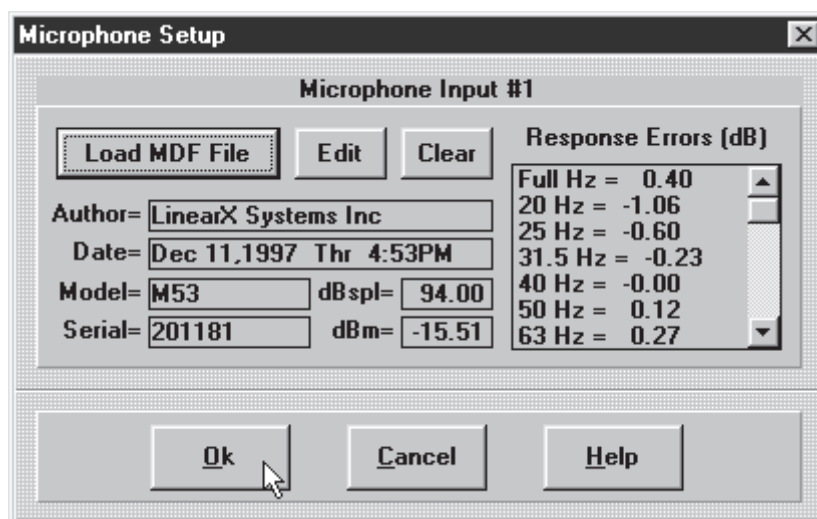 Microphone Setup
Microphone Input #1
Load MDF File
Edit
Clear
Author= LinearX Systems Inc
Date= Dec 11,1997 Thr 4:53PM
Model= M53 dBspl= 94.00
Serial= 201181 dBm= -15.51
Response Errors (dB)
Full Hz = 0.40
20 Hz = -1.06
25 Hz = -0.60
31.5 Hz = -0.23
40 Hz = -0.00
50 Hz = 0.12
63 Hz = 0.27
Ok
Cancel
Help